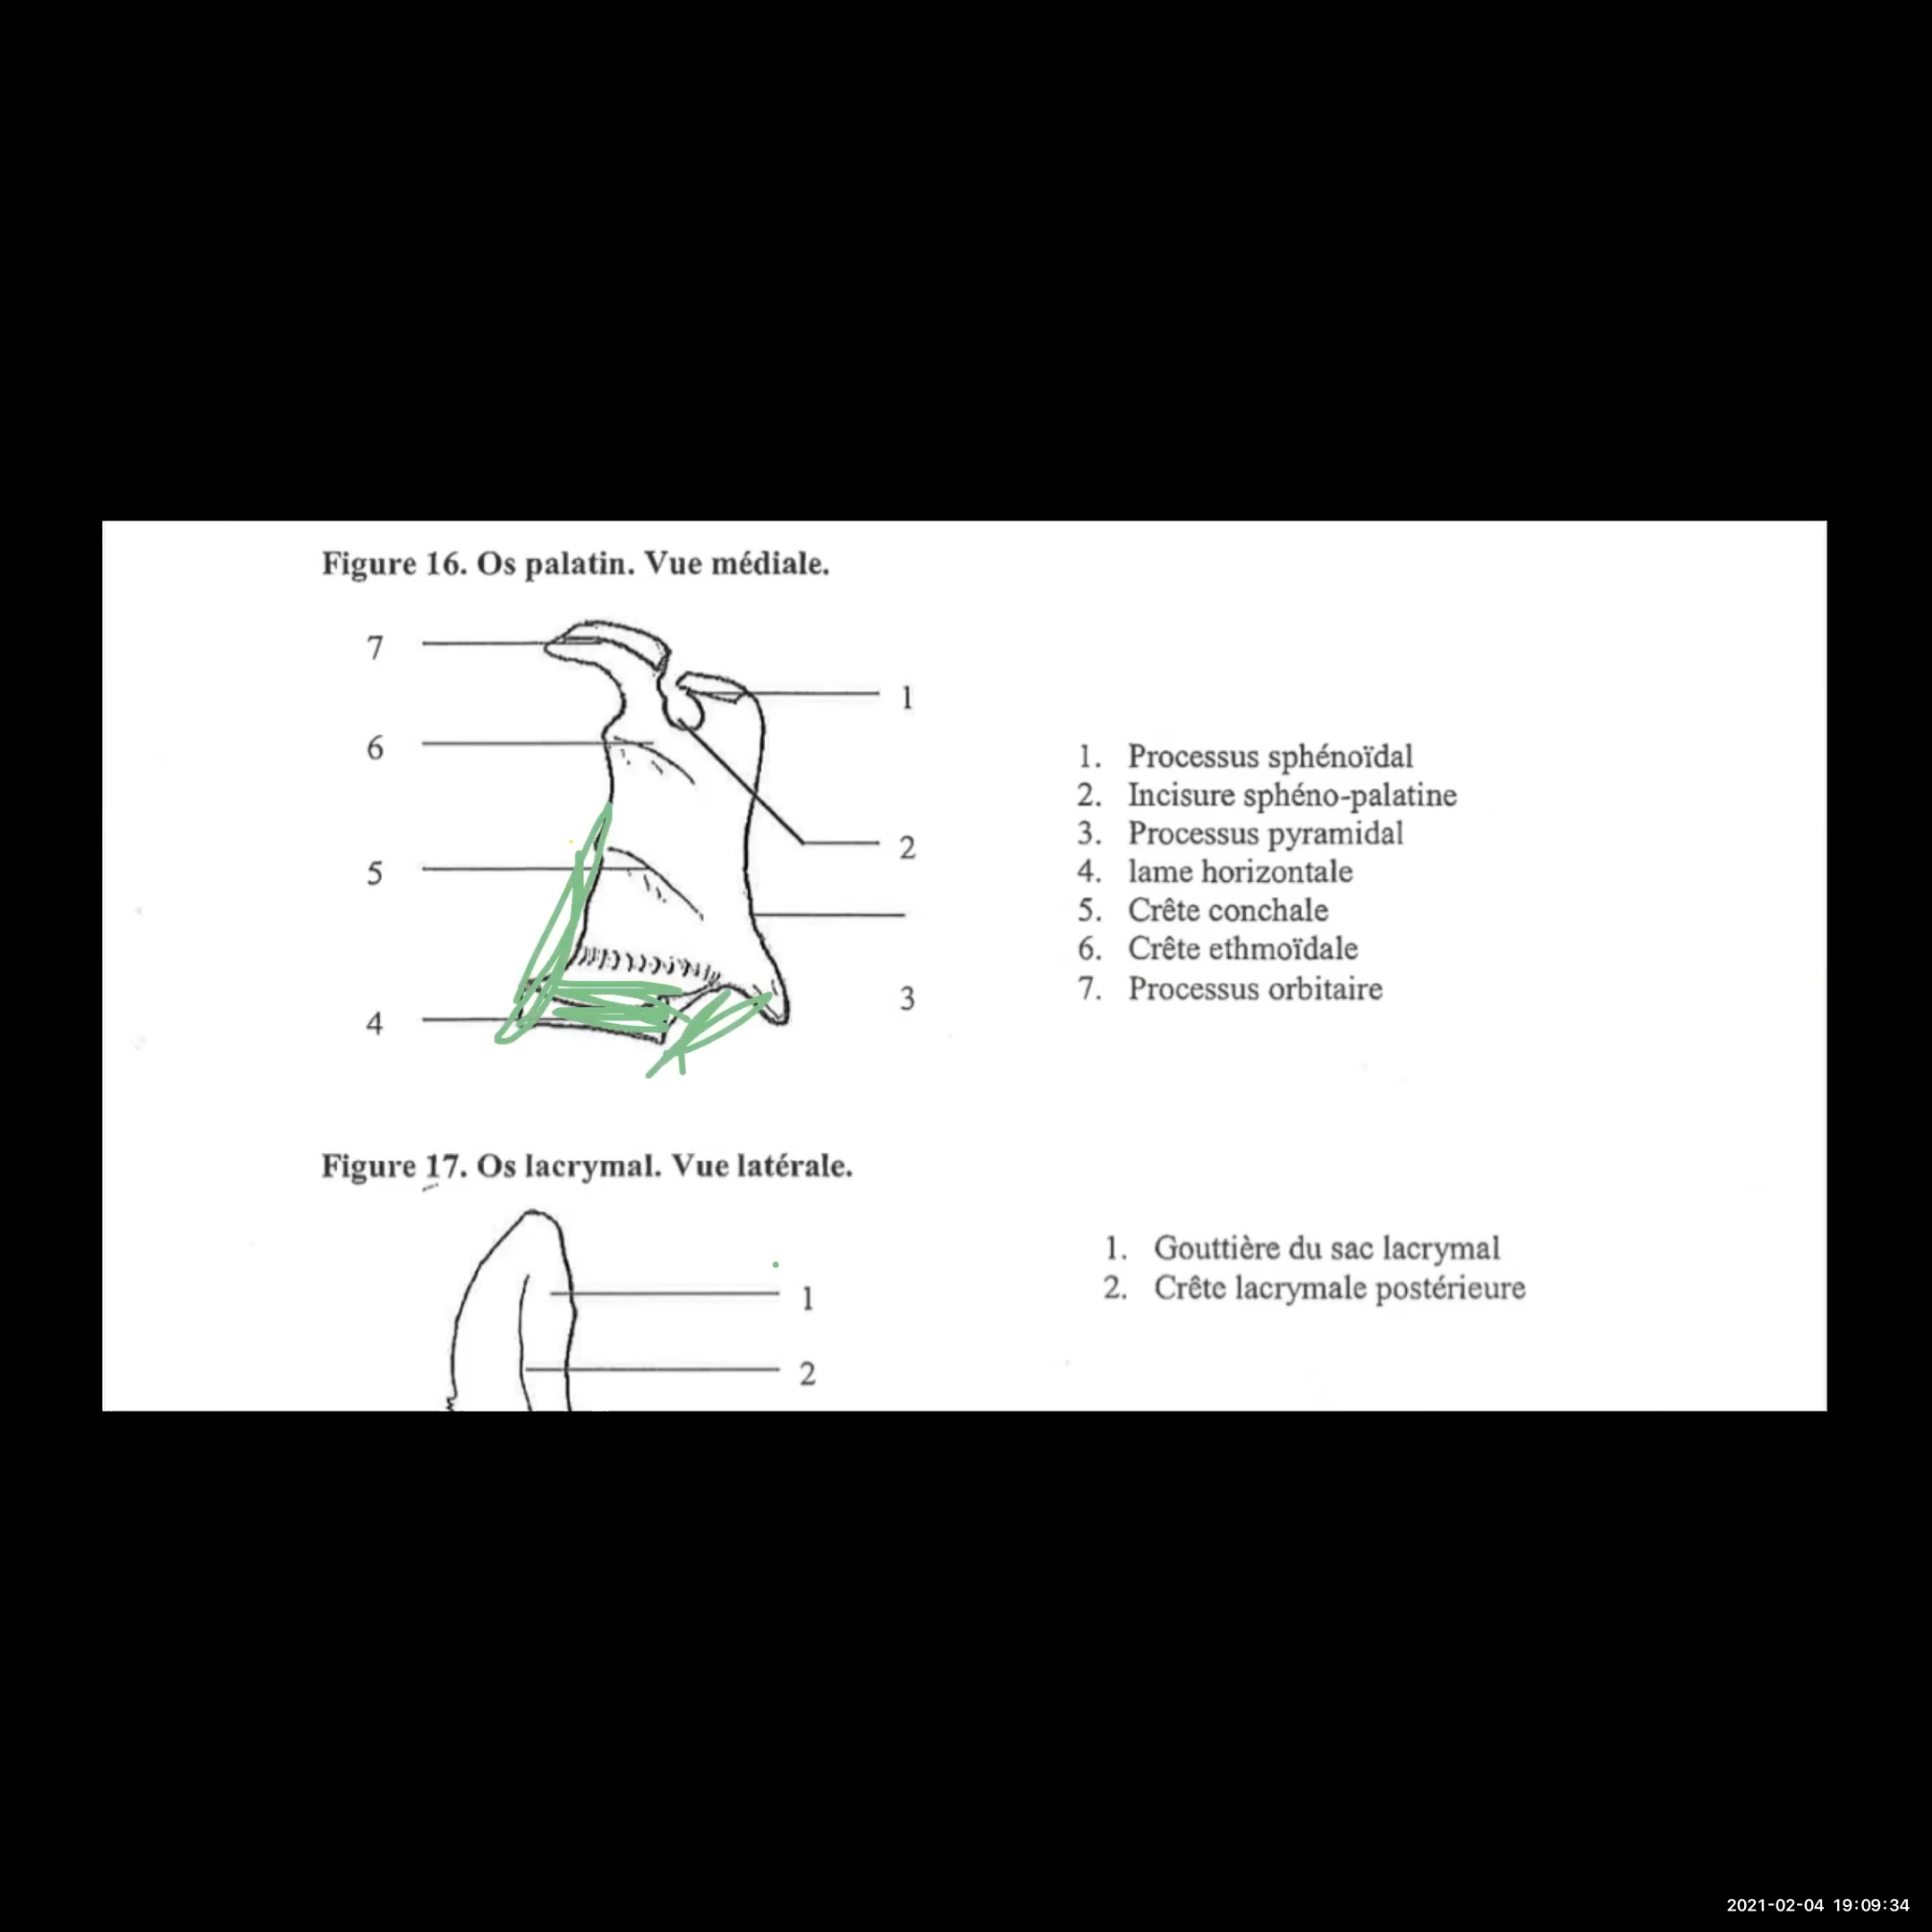 Figure 16. Os palatin. Vue médiale.
7
1
6
2
5
3
4
1. Processus sphénoïdal
2. Incisure sphéno-palatine
3. Processus pyramidal
4. lame horizontale
5. Crête conchale
6. Crête ethmoïdale
7. Processus orbitaire
Figure 17. Os lacrymal. Vue latérale.
1
2
1. Gouttière du sac lacrymal
2. Crête lacrymale postérieure
2021-02-04 19:09:34